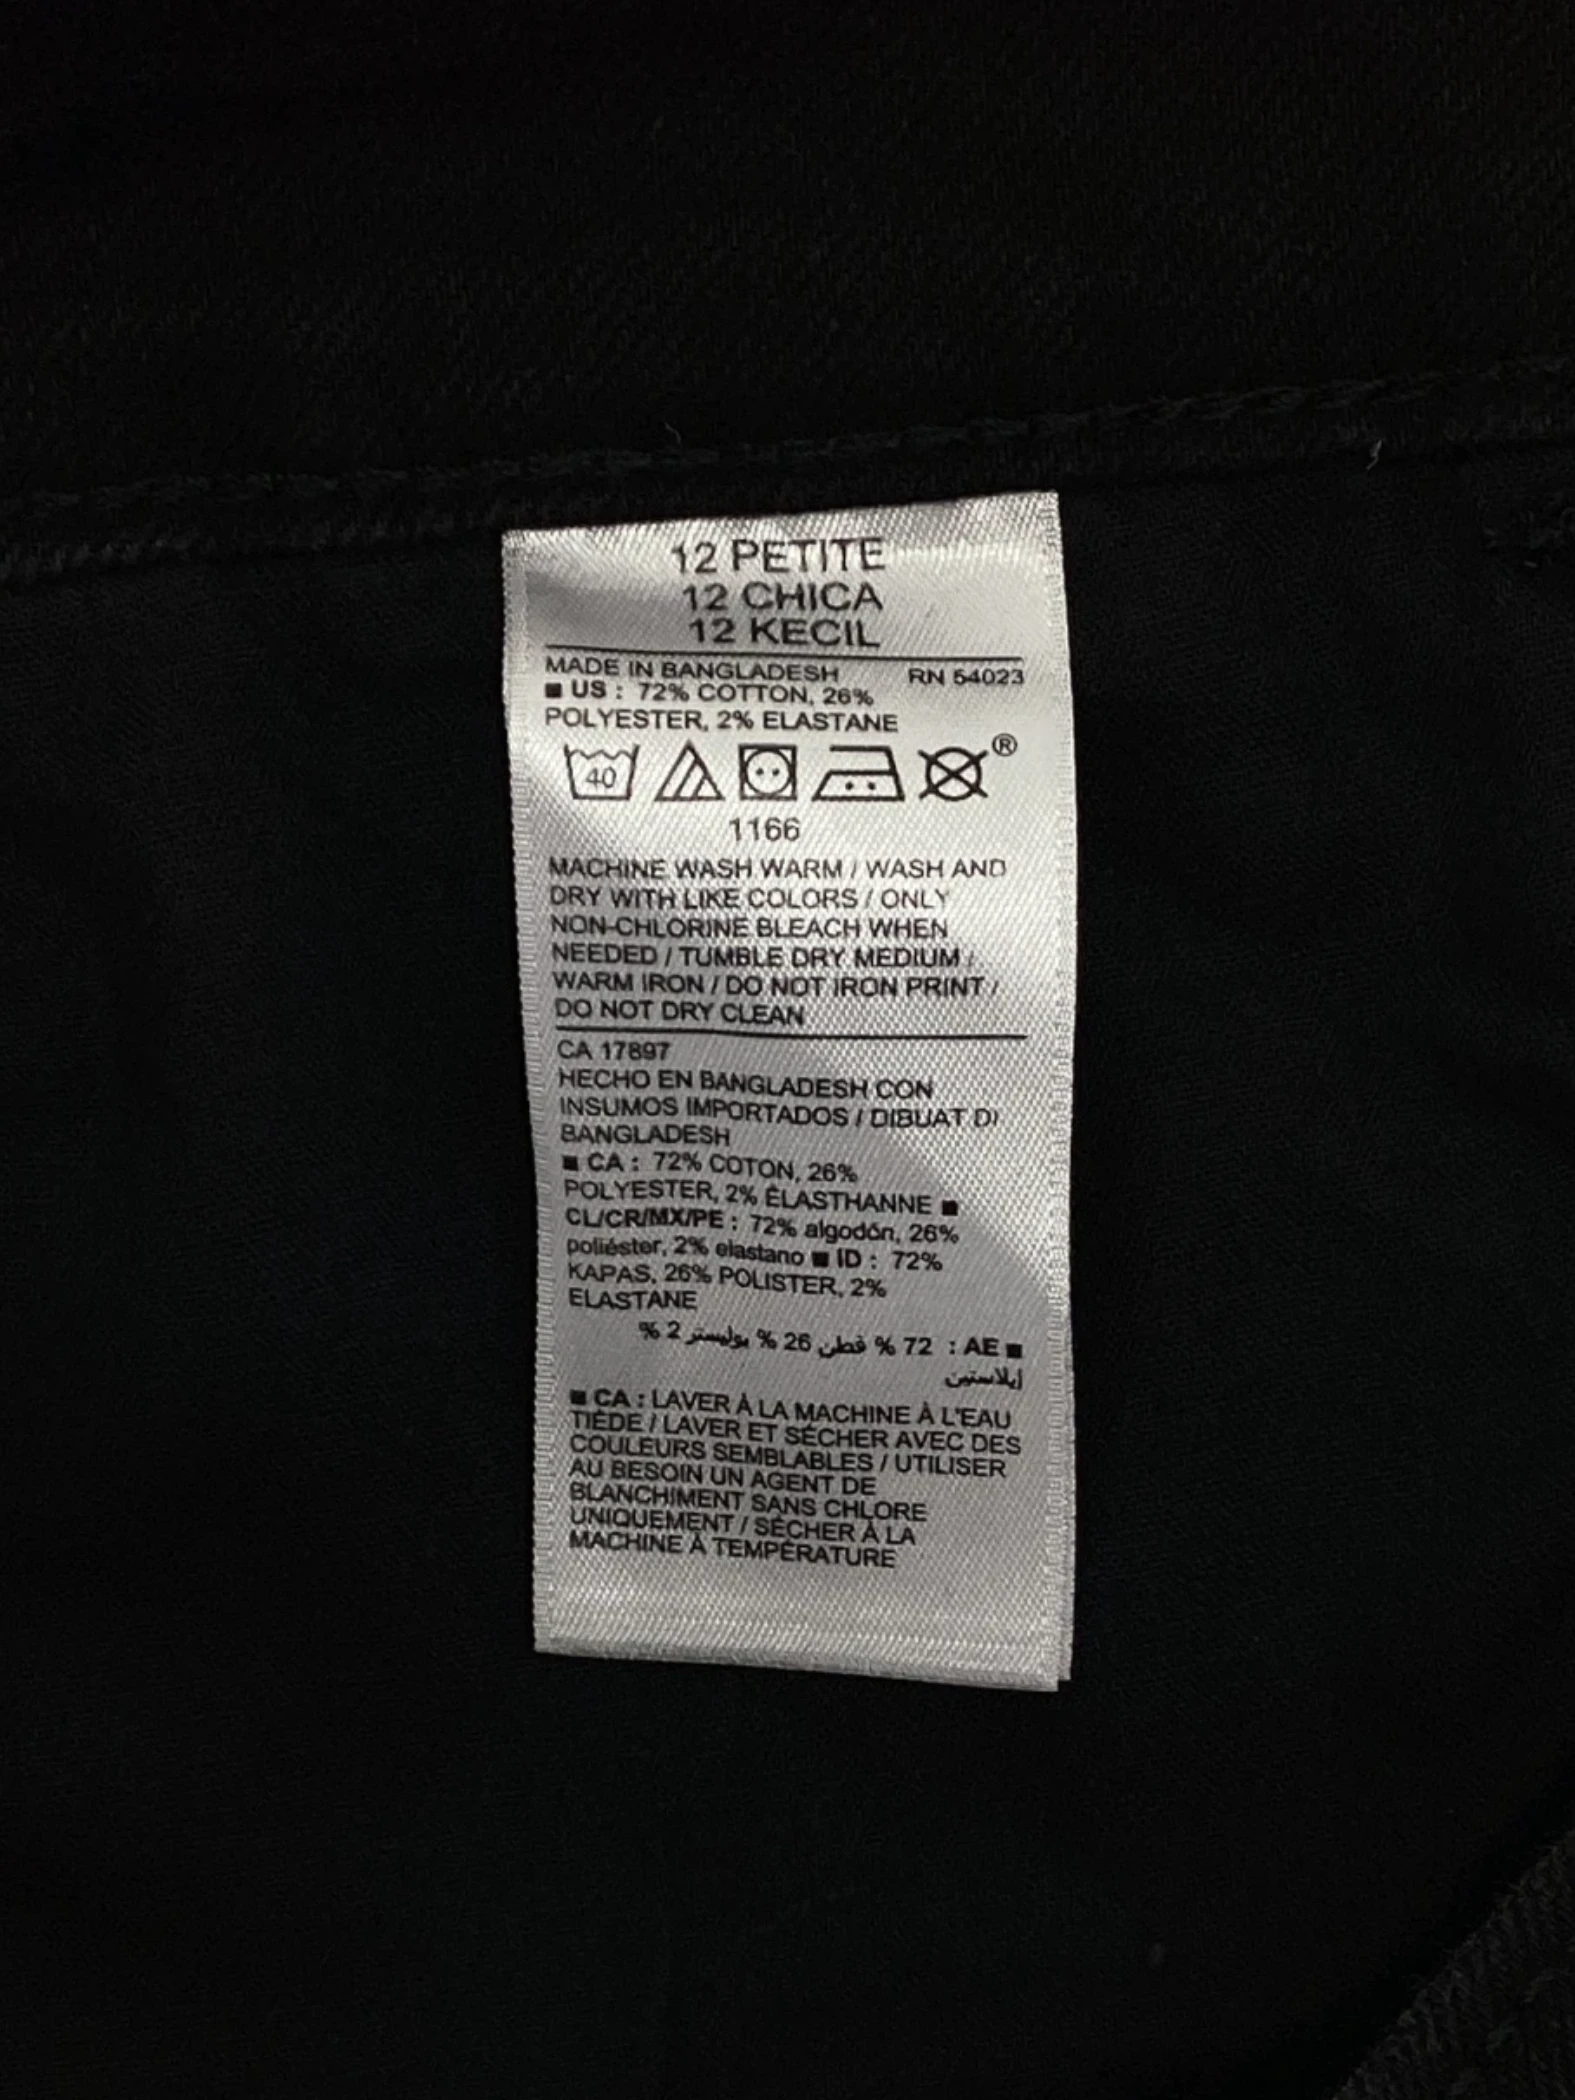 12 PETITE
12 CHICA
12 KECIL
MADE IN BANGLADESH RN 54023
■ US : 72% COTTON, 26%
POLYESTER, 2% ELASTANE
40 ®
1166
MACHINE WASH WARM / WASH AND
DRY WITH LIKE COLORS / ONLY
NON-CHLORINE BLEACH WHEN
NEEDED / TUMBLE DRY MEDIUM /
WARM IRON / DO NOT IRON PRINT /
DO NOT DRY CLEAN
CA 17897
HECHO EN BANGLADESH CON
INSUMOS IMPORTADOS / DIBUAT DI
BANGLADESH
■ CA : 72% COTON, 26%
POLYESTER, 2% ÉLASTHANNE ■
CL/CR/MX/PE : 72% algodón, 26%
poliéster, 2% elastano ■ ID : 72%
KAPAS, 26% POLISTER, 2%
ELASTANE
■ AE : 72 % قطن 26 % بوليستر 2 %
إيلاستين
■ CA : LAVER À LA MACHINE À L'EAU
TIÈDE / LAVER ET SÉCHER AVEC DES
COULEURS SEMBLABLES / UTILISER
AU BESOIN UN AGENT DE
BLANCHIMENT SANS CHLORE
UNIQUEMENT / SÉCHER À LA
MACHINE À TEMPÉRATURE